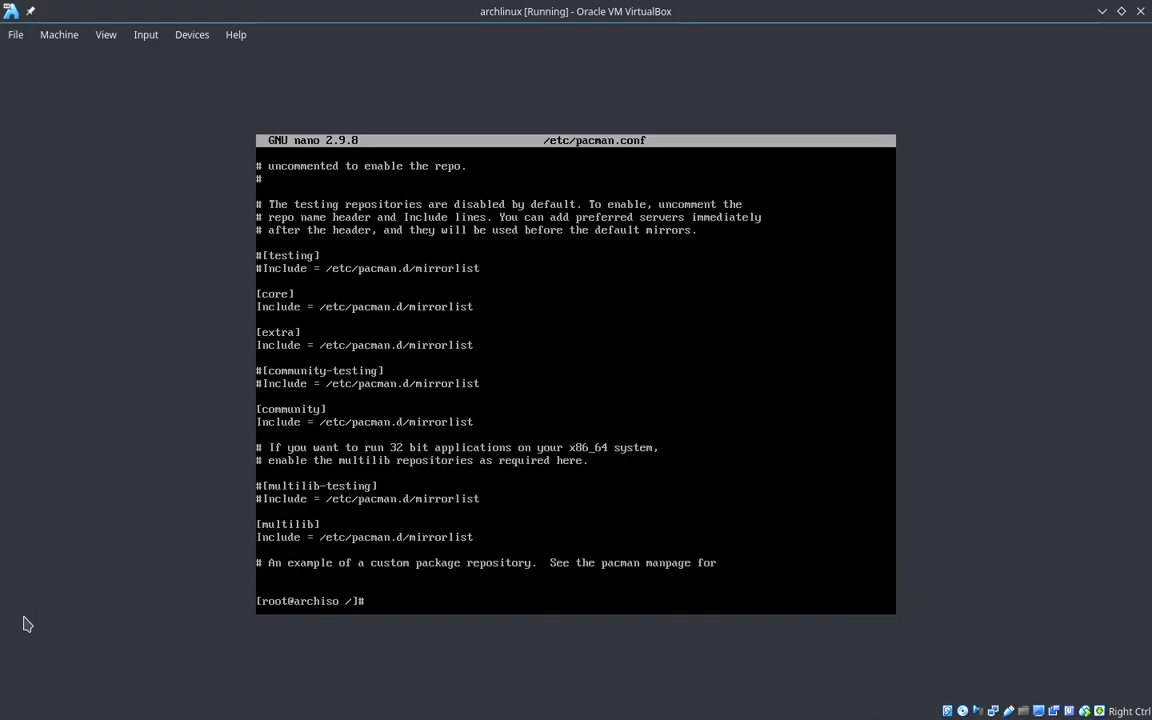 archlinux [Running] - Oracle VM VirtualBox
File Machine View Input Devices Help
GNU nano 2.9.8 /etc/pacman.conf
# uncommented to enable the repo.
#
# The testing repositories are disabled by default. To enable, uncomment the
# repo name header and Include lines. You can add preferred servers immediately
# after the header, and they will be used before the default mirrors.
#[testing]
#Include = /etc/pacman.d/mirrorlist
[core]
Include = /etc/pacman.d/mirrorlist
[extra]
Include = /etc/pacman.d/mirrorlist
#[community-testing]
#Include = /etc/pacman.d/mirrorlist
[community]
Include = /etc/pacman.d/mirrorlist
# If you want to run 32 bit applications on your x86_64 system,
# enable the multilib repositories as required here.
#[multilib-testing]
#Include = /etc/pacman.d/mirrorlist
[multilib]
Include = /etc/pacman.d/mirrorlist
# An example of a custom package repository.  See the pacman manpage for
[root@archiso /]#
Right Ctrl